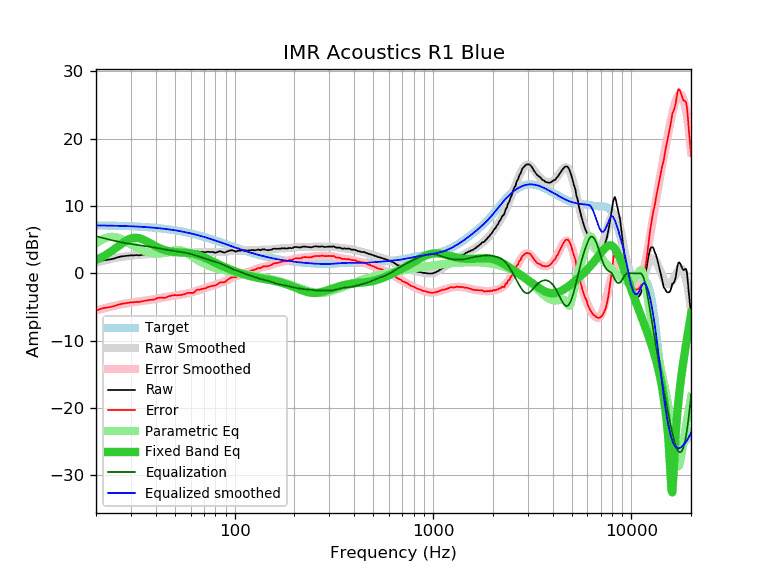 IMR Acoustics R1 Blue
30
20
10
0
−10
−20
−30
Amplitude (dBr)
Target
Raw Smoothed
Error Smoothed
Raw
Error
Parametric Eq
Fixed Band Eq
Equalization
Equalized smoothed
100
1000
10000
Frequency (Hz)